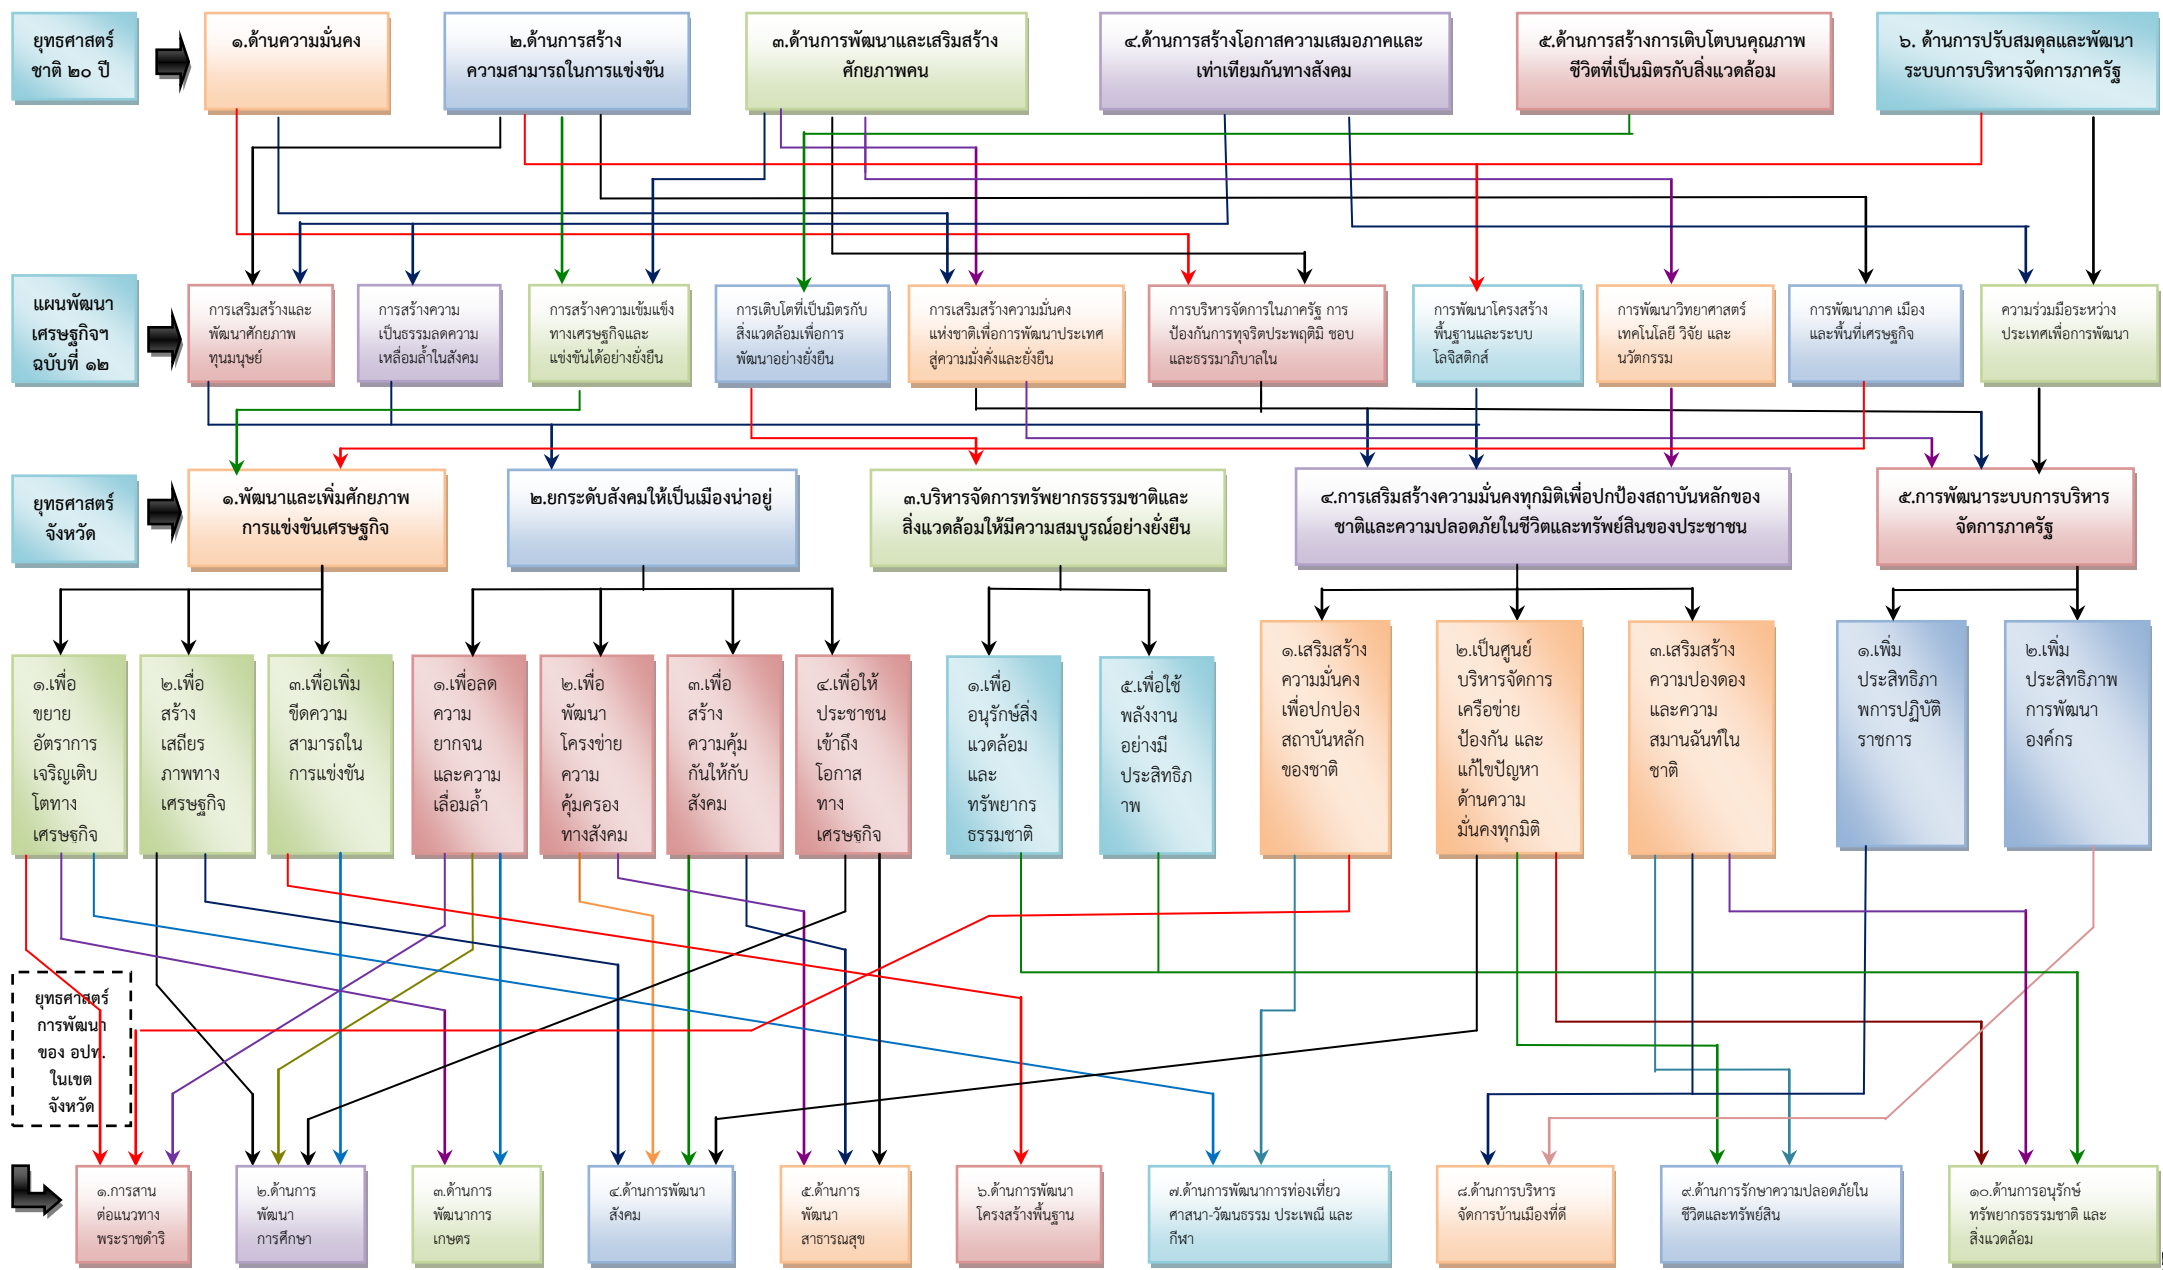 ยุทธศาสตร์
ชาติ ๒๐ ปี
๑.ด้านความมั่นคง
๒.ด้านการสร้าง
ความสามารถในการแข่งขัน
๓.ด้านการพัฒนาและเสริมสร้าง
ศักยภาพคน
๔.ด้านการสร้างโอกาสความเสมอภาคและ
เท่าเทียมกันทางสังคม
๕.ด้านการสร้างการเติบโตบนคุณภาพ
ชีวิตที่เป็นมิตรกับสิ่งแวดล้อม
๖. ด้านการปรับสมดุลและพัฒนา
ระบบการบริหารจัดการภาครัฐ
แผนพัฒนา
เศรษฐกิจฯ
ฉบับที่ ๑๒
การเสริมสร้างและ
พัฒนาศักยภาพ
ทุนมนุษย์
การสร้างความ
เป็นธรรมลดความ
เหลื่อมล้ำในสังคม
การสร้างความเข้มแข็ง
ทางเศรษฐกิจและ
แข่งขันได้อย่างยั่งยืน
การเติบโตที่เป็นมิตรกับ
สิ่งแวดล้อมเพื่อการ
พัฒนาอย่างยั่งยืน
การเสริมสร้างความมั่นคง
แห่งชาติเพื่อการพัฒนาประเทศ
สู่ความมั่งคั่งและยั่งยืน
การบริหารจัดการในภาครัฐ การ
ป้องกันการทุจริตประพฤติมิ ชอบ
และธรรมาภิบาลใน
การพัฒนาโครงสร้าง
พื้นฐานและระบบ
โลจิสติกส์
การพัฒนาวิทยาศาสตร์
เทคโนโลยี วิจัย และ
นวัตกรรม
การพัฒนาภาค เมือง
และพื้นที่เศรษฐกิจ
ความร่วมมือระหว่าง
ประเทศเพื่อการพัฒนา
ยุทธศาสตร์
จังหวัด
๑.พัฒนาและเพิ่มศักยภาพ
การแข่งขันเศรษฐกิจ
๒.ยกระดับสังคมให้เป็นเมืองน่าอยู่
๓.บริหารจัดการทรัพยากรธรรมชาติและ
สิ่งแวดล้อมให้มีความสมบูรณ์อย่างยั่งยืน
๔.การเสริมสร้างความมั่นคงทุกมิติเพื่อปกป้องสถาบันหลักของ
ชาติและความปลอดภัยในชีวิตและทรัพย์สินของประชาชน
๕.การพัฒนาระบบการบริหาร
จัดการภาครัฐ
๑.เพื่อ
ขยาย
อัตราการ
เจริญเติบ
โตทาง
เศรษฐกิจ
๒.เพื่อ
สร้าง
เสถียร
ภาพทาง
เศรษฐกิจ
๓.เพื่อเพิ่ม
ขีดความ
สามารถใน
การแข่งขัน
๑.เพื่อลด
ความ
ยากจน
และความ
เลื่อมล้ำ
๒.เพื่อ
พัฒนา
โครงข่าย
ความ
คุ้มครอง
ทางสังคม
๓.เพื่อ
สร้าง
ความคุ้ม
กันให้กับ
สังคม
๔.เพื่อให้
ประชาชน
เข้าถึง
โอกาส
ทาง
เศรษฐกิจ
๑.เพื่อ
อนุรักษ์สิ่ง
แวดล้อม
และ
ทรัพยากร
ธรรมชาติ
๕.เพื่อใช้
พลังงาน
อย่างมี
ประสิทธิภ
าพ
๑.เสริมสร้าง
ความมั่นคง
เพื่อปกปอง
สถาบันหลัก
ของชาติ
๒.เป็นศูนย์
บริหารจัดการ
เครือข่าย
ป้องกัน และ
แก้ไขปัญหา
ด้านความ
มั่นคงทุกมิติ
๓.เสริมสร้าง
ความปองดอง
และความ
สมานฉันท์ใน
ชาติ
๑.เพิ่ม
ประสิทธิภา
พการปฏิบัติ
ราชการ
๒.เพิ่ม
ประสิทธิภาพ
การพัฒนา
องค์กร
ยุทธศาสตร์
การพัฒนา
ของ อปท.
ในเขต
จังหวัด
๑.การสาน
ต่อแนวทาง
พระราชดำริ
๒.ด้านการ
พัฒนา
การศึกษา
๓.ด้านการ
พัฒนาการ
เกษตร
๔.ด้านการพัฒนา
สังคม
๕.ด้านการ
พัฒนา
สาธารณสุข
๖.ด้านการพัฒนา
โครงสร้างพื้นฐาน
๗.ด้านการพัฒนาการท่องเที่ยว
ศาสนา-วัฒนธรรม ประเพณี และ
กีฬา
๘.ด้านการบริหาร
จัดการบ้านเมืองที่ดี
๙.ด้านการรักษาความปลอดภัยใน
ชีวิตและทรัพย์สิน
๑๐.ด้านการอนุรักษ์
ทรัพยากรธรรมชาติ และ
สิ่งแวดล้อม